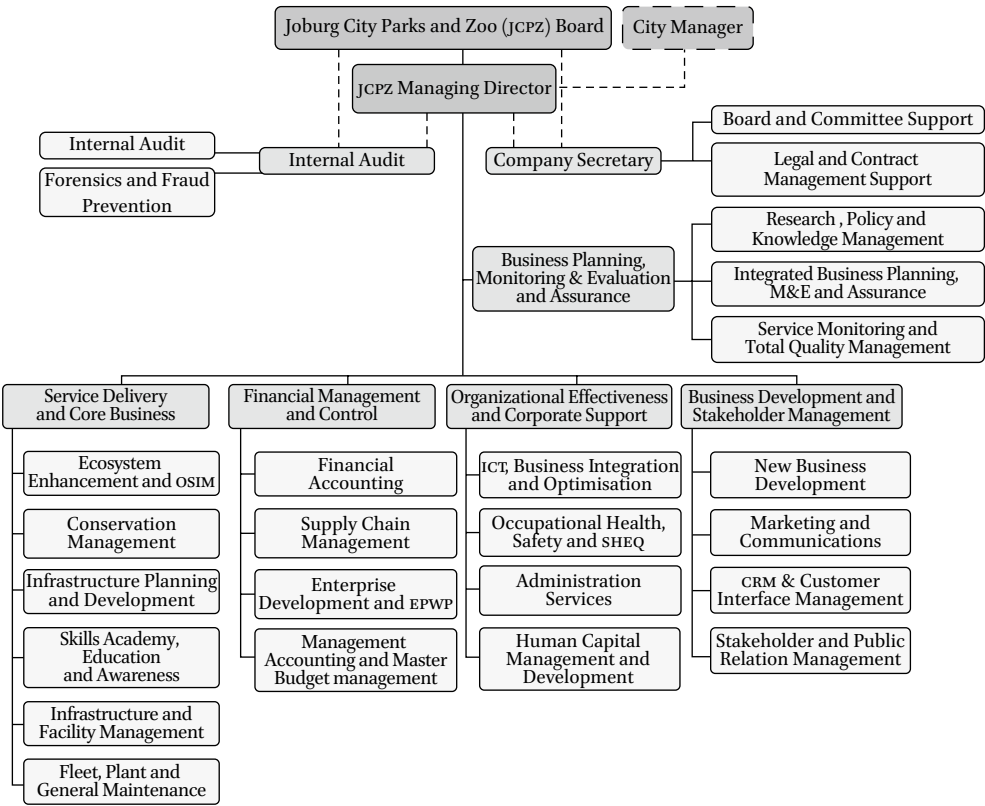 Joburg City Parks and Zoo (JCPZ) Board
City Manager
JCPZ Managing Director
Internal Audit
Forensics and Fraud
Prevention
Internal Audit
Company Secretary
Board and Committee Support
Legal and Contract
Management Support
Business Planning,
Monitoring & Evaluation
and Assurance
Research , Policy and
Knowledge Management
Integrated Business Planning,
M&E and Assurance
Service Monitoring and
Total Quality Management
Service Delivery
and Core Business
Ecosystem
Enhancement and OSIM
Conservation
Management
Infrastructure Planning
and Development
Skills Academy,
Education
and Awareness
Infrastructure and
Facility Management
Fleet, Plant and
General Maintenance
Financial Management
and Control
Financial
Accounting
Supply Chain
Management
Enterprise
Development and EPWP
Management
Accounting and Master
Budget management
Organizational Effectiveness
and Corporate Support
ICT, Business Integration
and Optimisation
Occupational Health,
Safety and SHEQ
Administration
Services
Human Capital
Management and
Development
Business Development and
Stakeholder Management
New Business
Development
Marketing and
Communications
CRM & Customer
Interface Management
Stakeholder and Public
Relation Management